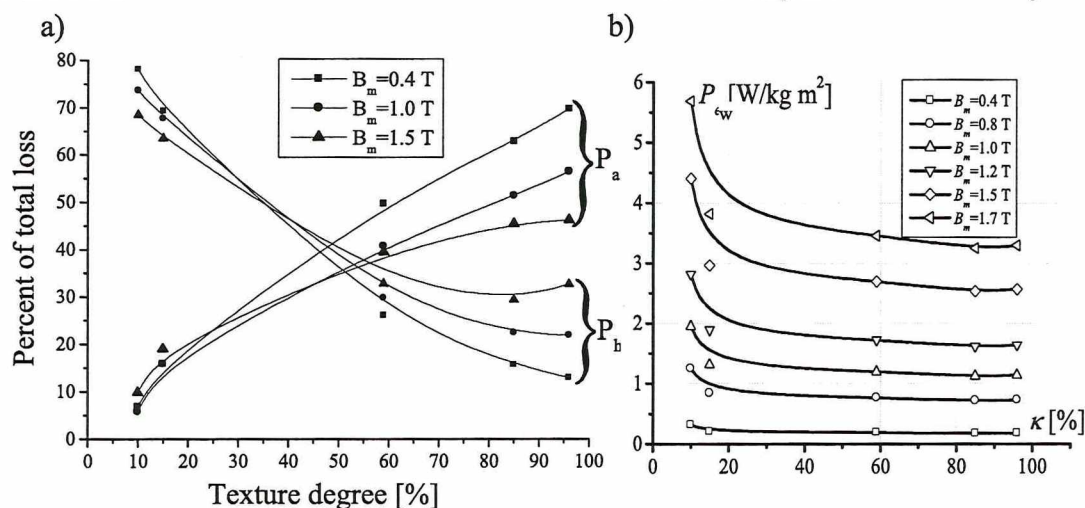 a)
80
70
60
50
40
30
20
10
0
Percent of total loss
B_m=0.4 T
B_m=1.0 T
B_m=1.5 T
P_a
P_h
0 10 20 30 40 50 60 70 80 90 100
Texture degree [%]
b)
6
5
4
3
2
1
0
[W/kg m²]
B_m=0.4 T
B_m=0.8 T
B_m=1.0 T
B_m=1.2 T
B_m=1.5 T
B_m=1.7 T
κ [%]
0 20 40 60 80 100